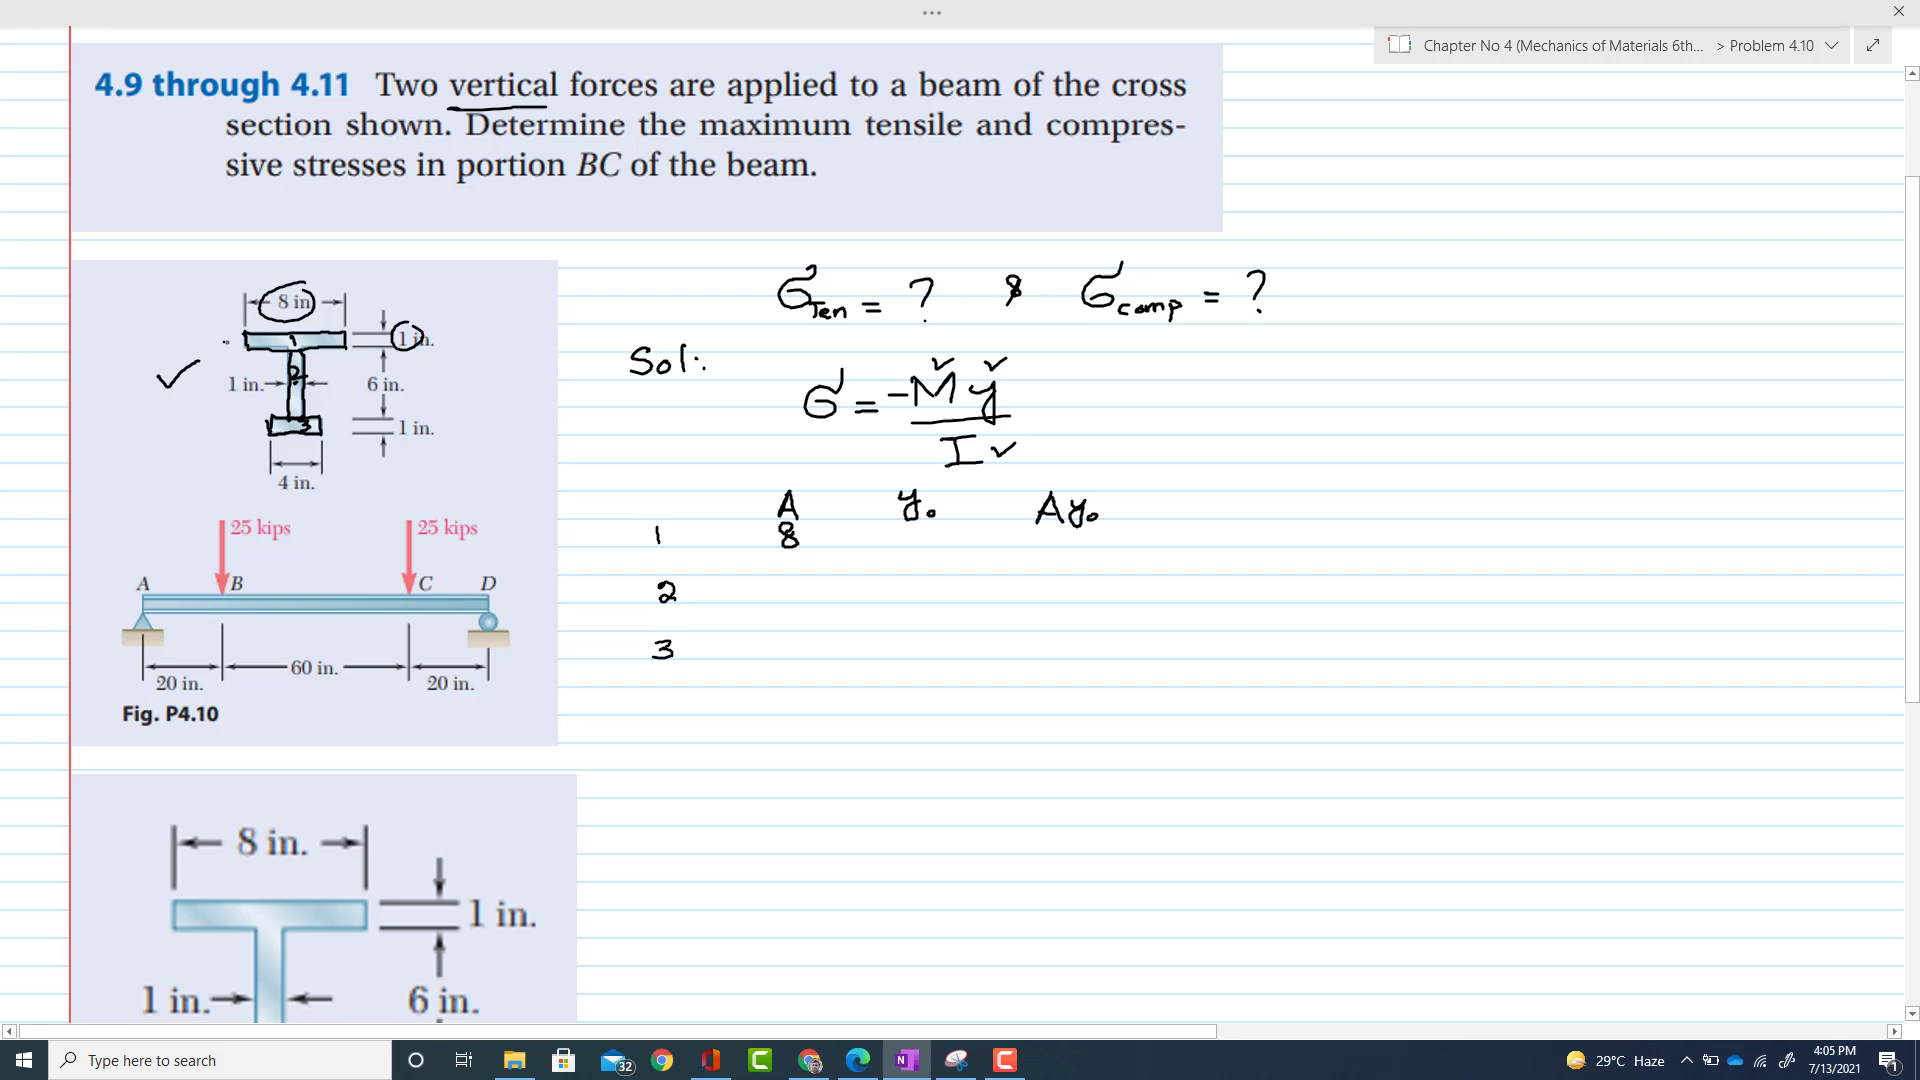 Chapter No 4 (Mechanics of Materials 6th... > Problem 4.10
4.9 through 4.11 Two vertical forces are applied to a beam of the cross
section shown. Determine the maximum tensile and compres-
sive stresses in portion BC of the beam.
8 in
1 in.
1 in.
6 in.
1 in.
4 in.
1
2
3
25 kips
25 kips
A
B
C
D
60 in.
20 in.
20 in.
Fig. P4.10
σTen = ? & σcomp = ?
Sol:
σ = -My
I
A y₀ Ay₀
1 8
2
3
8 in.
1 in.
1 in.
6 in.
Type here to search
32
29°C Haze
4:05 PM
7/13/2021
1